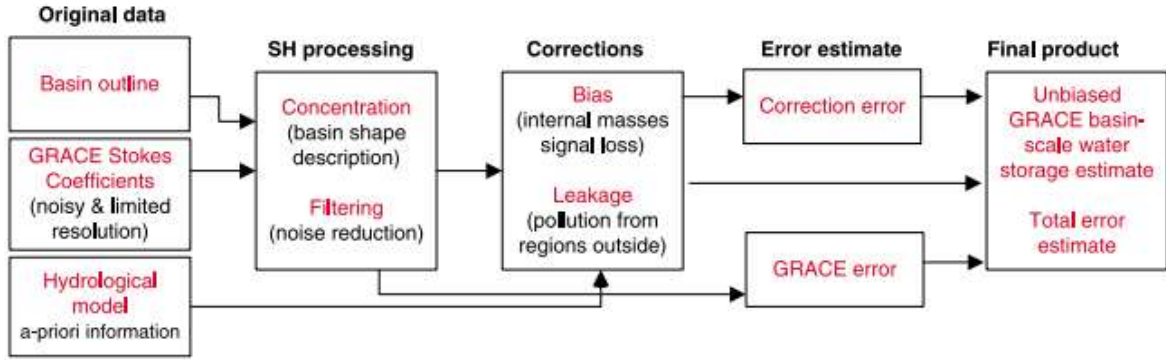 Original data
Basin outline
GRACE Stokes
Coefficients
(noisy & limited
resolution)
Hydrological
model
a-priori information
SH processing
Concentration
(basin shape
description)
Filtering
(noise reduction)
Corrections
Bias
(internal masses
signal loss)
Leakage
(pollution from
regions outside)
Error estimate
Correction error
GRACE error
Final product
Unbiased
GRACE basin-
scale water
storage estimate
Total error
estimate